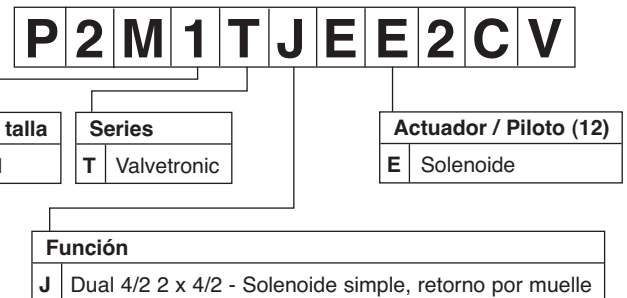 P2M1TJEE2CV
talla
Series
Actuador / Piloto (12)
T Valvetronic
E Solenoide
Función
J Dual 4/2 2 x 4/2 - Solenoide simple, retorno por muelle